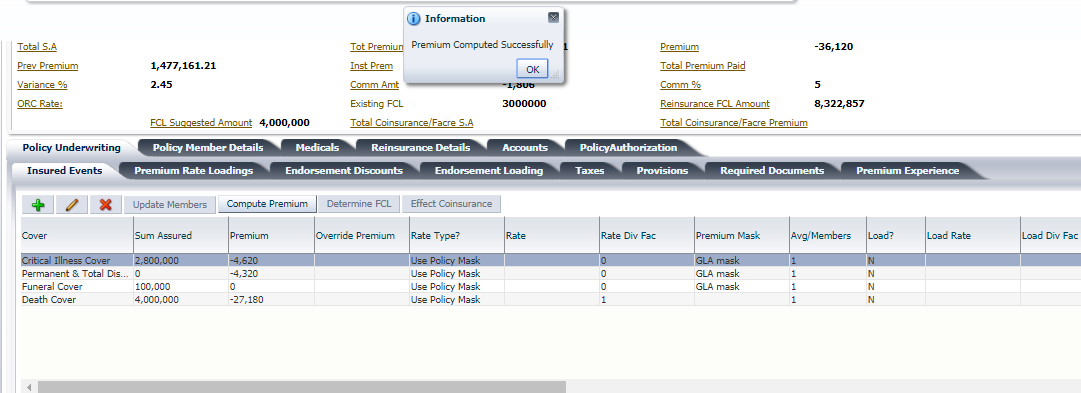 Information
Premium Computed Successfully
OK
Total S.A Tot Premium 1 Premium -36,120
Prev Premium 1,477,161.21 Inst Prem Total Premium Paid
Variance % 2.45 Comm Amt -1,806 Comm % 5
ORC Rate: Existing FCL 3000000 Reinsurance FCL Amount 8,322,857
FCL Suggested Amount 4,000,000 Total Coinsurance/Facre S.A Total Coinsurance/Facre Premium
Policy Underwriting Policy Member Details Medicals Reinsurance Details Accounts PolicyAuthorization
Insured Events Premium Rate Loadings Endorsement Discounts Endorsement Loading Taxes Provisions Required Documents Premium Experience
Update Members Compute Premium Determine FCL Effect Coinsurance
Cover Sum Assured Premium Override Premium Rate Type? Rate Rate Div Fac Premium Mask Avg/Members Load? Load Rate Load Div Fac
Critical Illness Cover 2,800,000 -4,620 Use Policy Mask 0 GLA mask 1 N
Permanent & Total Dis... 0 -4,320 Use Policy Mask 0 GLA mask 1 N
Funeral Cover 100,000 0 Use Policy Mask 0 GLA mask 1 N
Death Cover 4,000,000 -27,180 Use Policy Mask 1 1 N